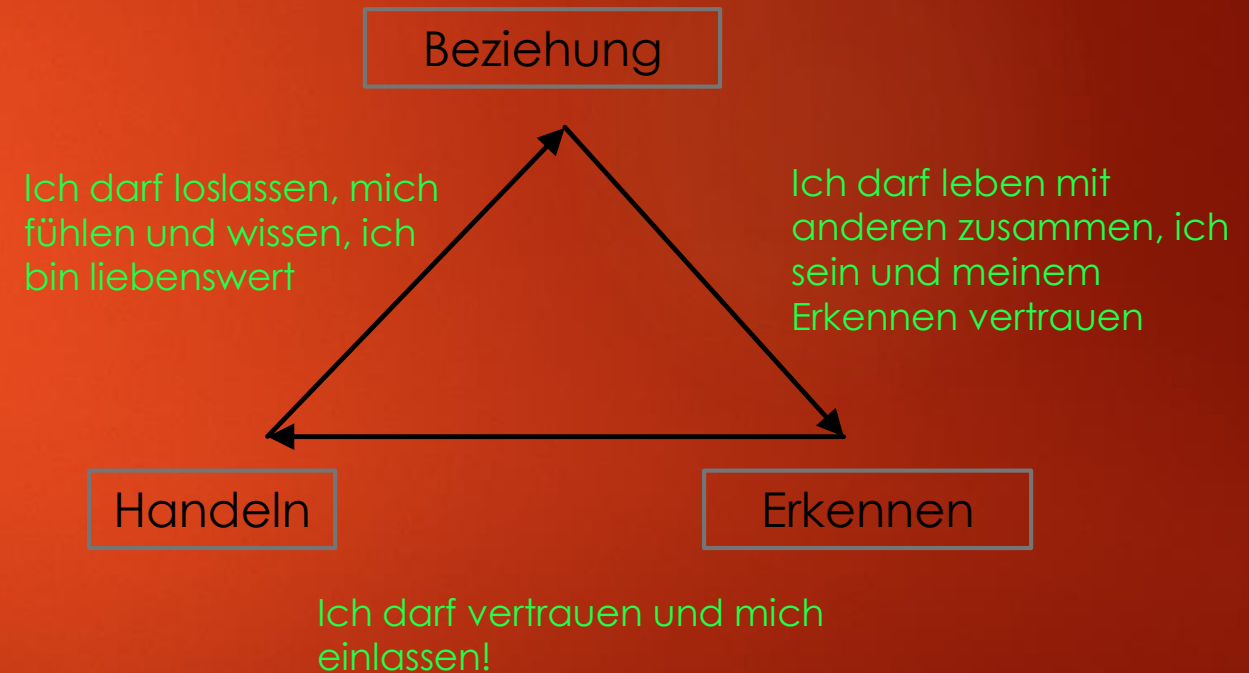 Beziehung
Ich darf loslassen, mich
fühlen und wissen, ich
bin liebenswert
Ich darf leben mit
anderen zusammen, ich
sein und meinem
Erkennen vertrauen
Handeln
Erkennen
Ich darf vertrauen und mich
einlassen!